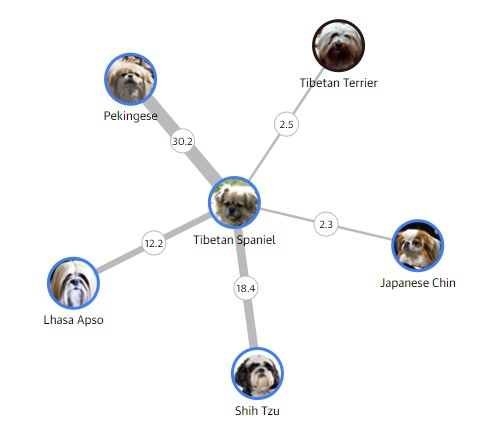 Tibetan Terrier
Pekingese
2.5
30.2
Tibetan Spaniel
2.3
12.2
Japanese Chin
18.4
Lhasa Apso
Shih Tzu